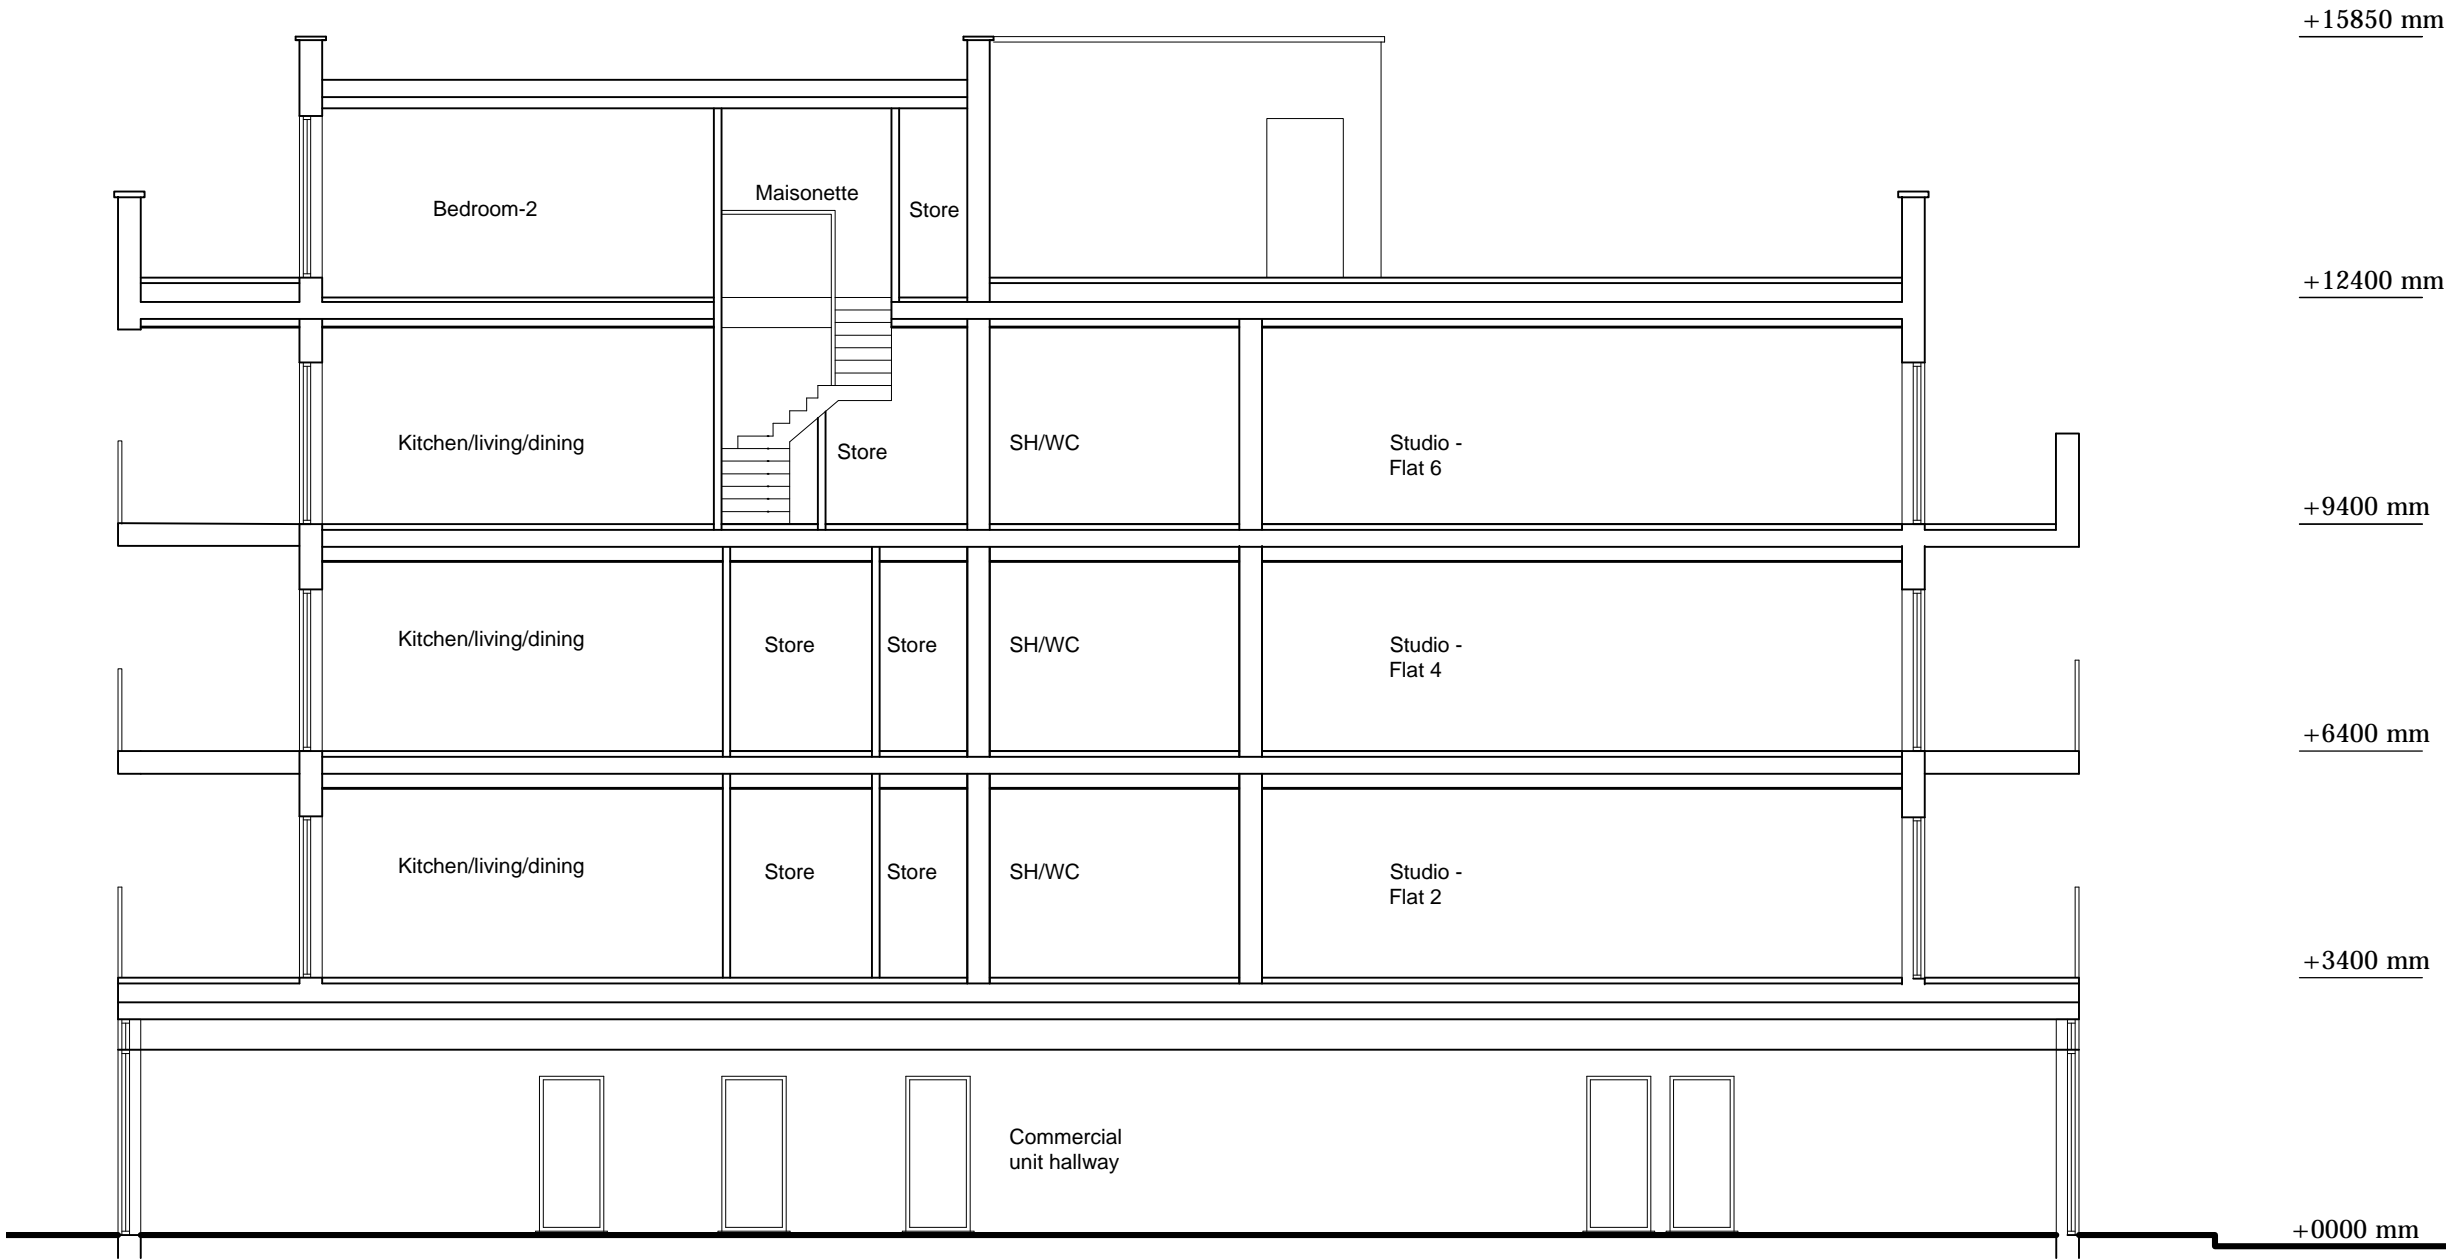 +15850 mm
Bedroom-2
Maisonette
Store
+12400 mm
Kitchen/living/dining
Store
SH/WC
Studio -
Flat 6
+9400 mm
Kitchen/living/dining
Store
Store
SH/WC
Studio -
Flat 4
+6400 mm
Kitchen/living/dining
Store
Store
SH/WC
Studio -
Flat 2
+3400 mm
Commercial
unit hallway
+0000 mm